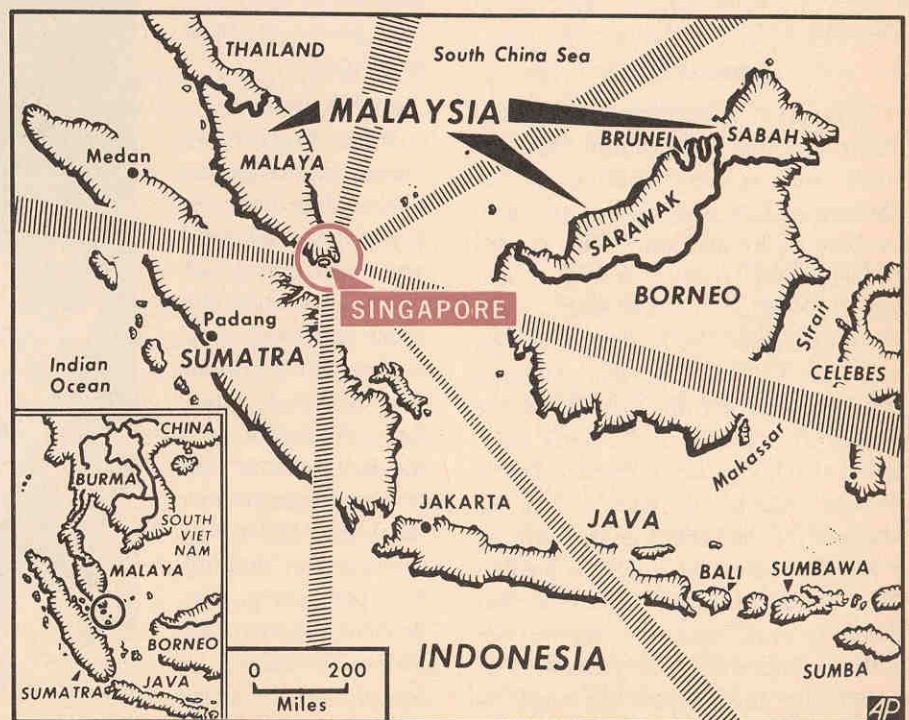 THAILAND
South China Sea
MALAYSIA
BRUNEI
SABAH
Medan
MALAYA
SARAWAK
SINGAPORE
BORNEO
Padang
SUMATRA
Strait
Makassar
CELEBES
Indian
Ocean
JAKARTA
JAVA
BALI
SUMBAWA
INDONESIA
SUMBA
CHINA
BURMA
SOUTH
VIET
NAM
MALAYA
BORNEO
SUMATRA
JAVA
0 200
Miles
AP